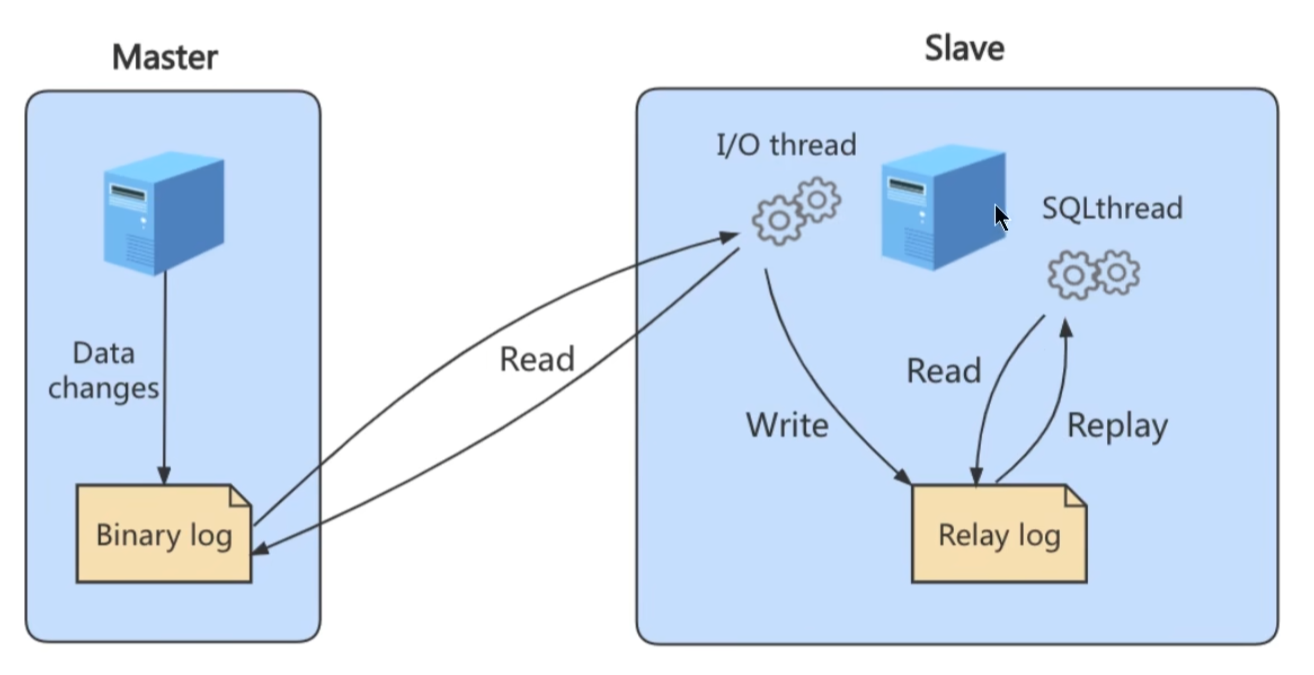 Master
Slave
I/O thread
SQLthread
Data
changes
Read
Read
Write
Replay
Binary log
Relay log